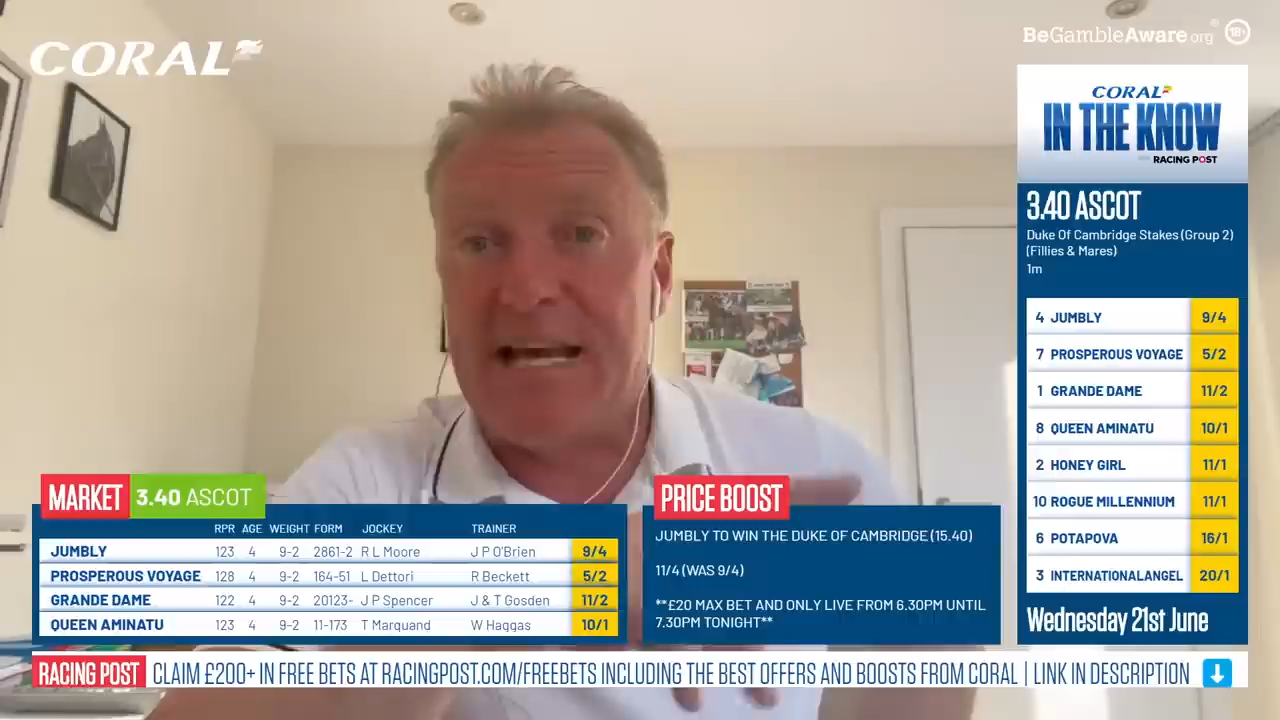 CORAL
BeGambleAware.org® 18+
CORAL
IN THE KNOW
RACING POST
3.40 ASCOT
Duke Of Cambridge Stakes (Group 2)
(Fillies & Mares)
1m
4 JUMBLY 9/4
7 PROSPEROUS VOYAGE 5/2
1 GRANDE DAME 11/2
8 QUEEN AMINATU 10/1
2 HONEY GIRL 11/1
10 ROGUE MILLENNIUM 11/1
6 POTAPOVA 16/1
3 INTERNATIONALANGEL 20/1
Wednesday 21st June
MARKET 3.40 ASCOT
RPR AGE WEIGHT FORM JOCKEY TRAINER
JUMBLY 123 4 9-2 2861-2 R L Moore J P O'Brien 9/4
PROSPEROUS VOYAGE 128 4 9-2 164-51 L Dettori R Beckett 5/2
GRANDE DAME 122 4 9-2 20123- J P Spencer J & T Gosden 11/2
QUEEN AMINATU 123 4 9-2 11-173 T Marquand W Haggas 10/1
PRICE BOOST
JUMBLY TO WIN THE DUKE OF CAMBRIDGE (15.40)
11/4 (WAS 9/4)
**£20 MAX BET AND ONLY LIVE FROM 6.30PM UNTIL
7.30PM TONIGHT**
RACING POST CLAIM £200+ IN FREE BETS AT RACINGPOST.COM/FREEBETS INCLUDING THE BEST OFFERS AND BOOSTS FROM CORAL | LINK IN DESCRIPTION